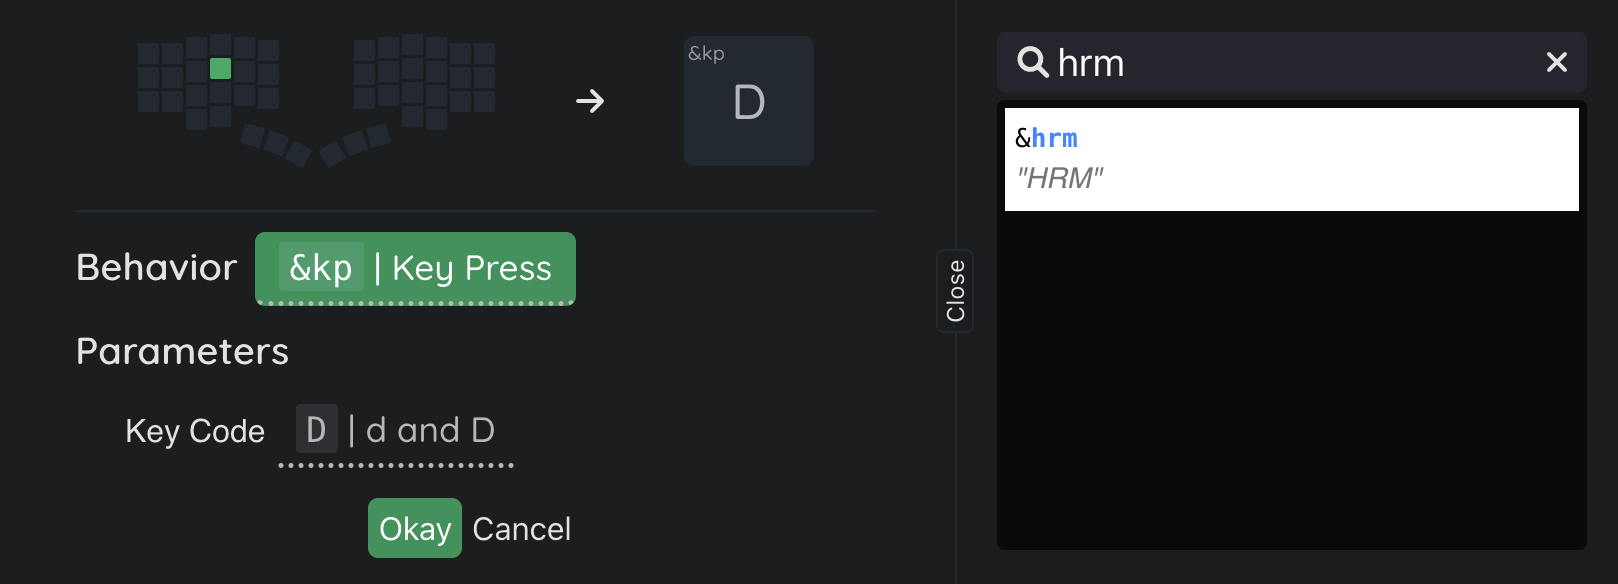 &kp
D
Behavior &kp | Key Press
Parameters
Key Code D | d and D
Okay Cancel
Close
hrm
&hrm
"HRM"